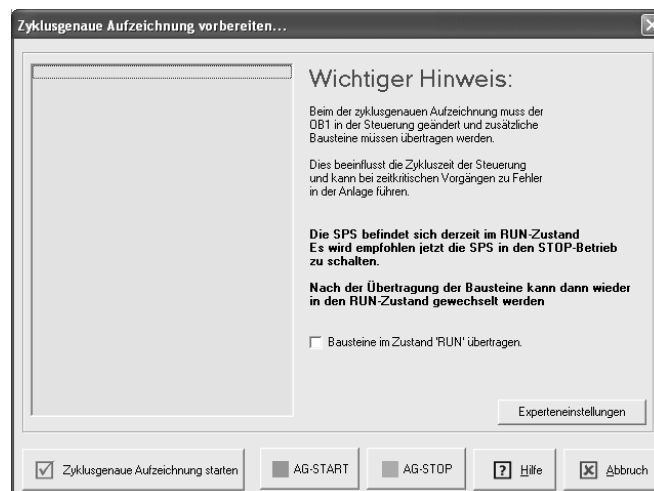 Zyklusgenaue Aufzeichnung vorbereiten...
Wichtiger Hinweis:
Beim der zyklusgenauen Aufzeichnung muss der
OB1 in der Steuerung geändert und zusätzliche
Bausteine müssen übertragen werden.
Dies beeinflusst die Zykluszeit der Steuerung
und kann bei zeitkritischen Vorgängen zu Fehler
in der Anlage führen.
Die SPS befindet sich derzeit im RUN-Zustand
Es wird empfohlen jetzt die SPS in den STOP-Betrieb
zu schalten.
Nach der Übertragung der Bausteine kann dann wieder
in den RUN-Zustand gewechselt werden
Bausteine im Zustand 'RUN' übertragen.
Experteneinstellungen
Zyklusgenaue Aufzeichnung starten
AG-START
AG-STOP
? Hilfe
Abbruch